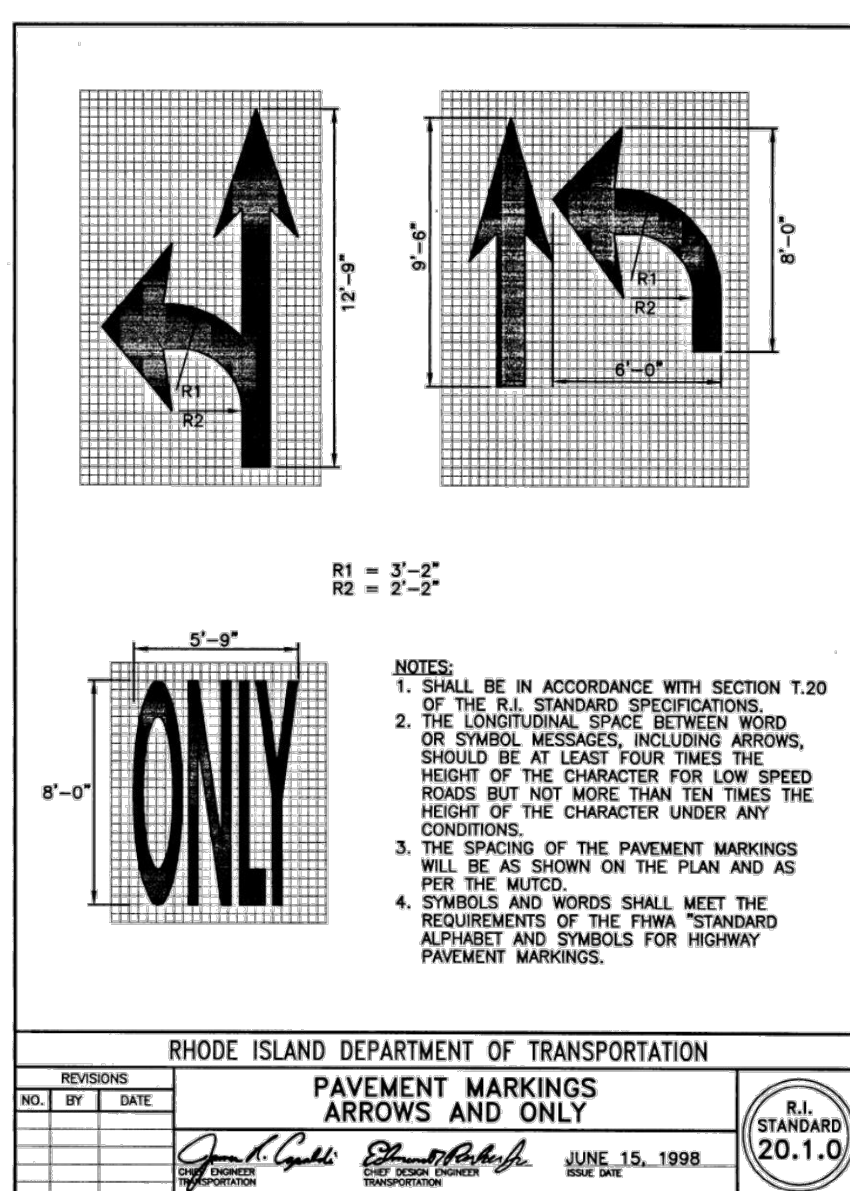 12'-9"
R1
R2
9'-6"
8'-0"
R1
R2
6'-0"
R1 = 3'-2"
R2 = 2'-2"
5'-9"
8'-0"
ONLY
NOTES:
1. SHALL BE IN ACCORDANCE WITH SECTION T.20
OF THE R.I. STANDARD SPECIFICATIONS.
2. THE LONGITUDINAL SPACE BETWEEN WORD
OR SYMBOL MESSAGES, INCLUDING ARROWS,
SHOULD BE AT LEAST FOUR TIMES THE
HEIGHT OF THE CHARACTER FOR LOW SPEED
ROADS BUT NOT MORE THAN TEN TIMES THE
HEIGHT OF THE CHARACTER UNDER ANY
CONDITIONS.
3. THE SPACING OF THE PAVEMENT MARKINGS
WILL BE AS SHOWN ON THE PLAN AND AS
PER THE MUTCD.
4. SYMBOLS AND WORDS SHALL MEET THE
REQUIREMENTS OF THE FHWA "STANDARD
ALPHABET AND SYMBOLS FOR HIGHWAY
PAVEMENT MARKINGS.
RHODE ISLAND DEPARTMENT OF TRANSPORTATION
REVISIONS
NO. BY DATE
PAVEMENT MARKINGS
ARROWS AND ONLY
CHIEF ENGINEER
TRANSPORTATION
CHIEF DESIGN ENGINEER
TRANSPORTATION
JUNE 15, 1998
ISSUE DATE
R.I.
STANDARD
20.1.0